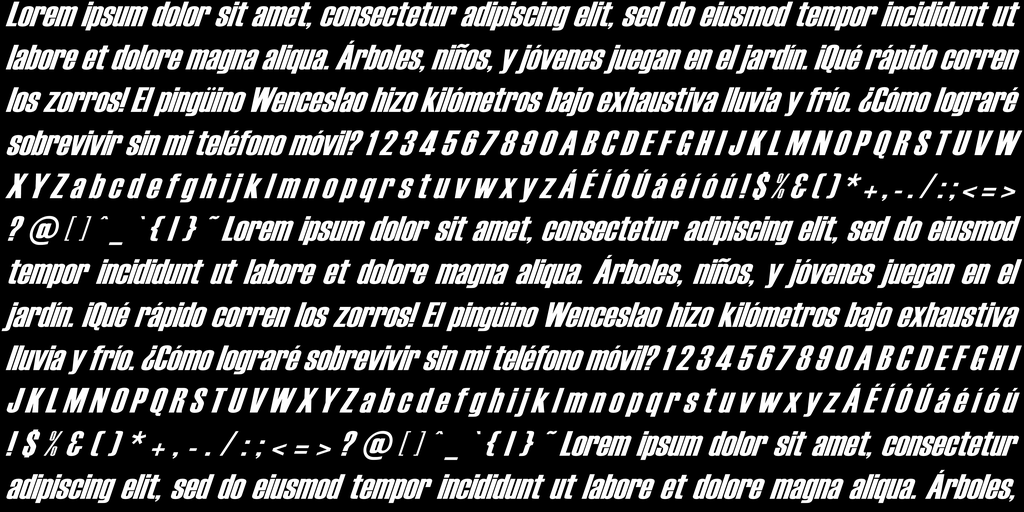 Lorem ipsum dolor sit amet, consectetur adipiscing elit, sed do eiusmod tempor incididunt ut
labore et dolore magna aliqua. Árboles, niños, y jóvenes juegan en el jardín. ¡Qué rápido corren
los zorros! El pingüino Wenceslao hizo kilómetros bajo exhaustiva lluvia y frío. ¿Cómo lograré
sobrevivir sin mi teléfono móvil? 1 2 3 4 5 6 7 8 9 0 A B C D E F G H I J K L M N O P Q R S T U V W
X Y Z a b c d e f g h i j k l m n o p q r s t u v w x y z Á É Í Ó Ú á é í ó ú ! $ % & ( ) * + , - . / : ; < = >
? @ [ ] ^ _ ` { | } ~ Lorem ipsum dolor sit amet, consectetur adipiscing elit, sed do eiusmod
tempor incididunt ut labore et dolore magna aliqua. Árboles, niños, y jóvenes juegan en el
jardín. ¡Qué rápido corren los zorros! El pingüino Wenceslao hizo kilómetros bajo exhaustiva
lluvia y frío. ¿Cómo lograré sobrevivir sin mi teléfono móvil? 1 2 3 4 5 6 7 8 9 0 A B C D E F G H I
J K L M N O P Q R S T U V W X Y Z a b c d e f g h i j k l m n o p q r s t u v w x y z Á É Í Ó Ú á é í ó ú
! $ % & ( ) * + , - . / : ; < = > ? @ [ ] ^ _ ` { | } ~ Lorem ipsum dolor sit amet, consectetur
adipiscing elit, sed do eiusmod tempor incididunt ut labore et dolore magna aliqua. Árboles,